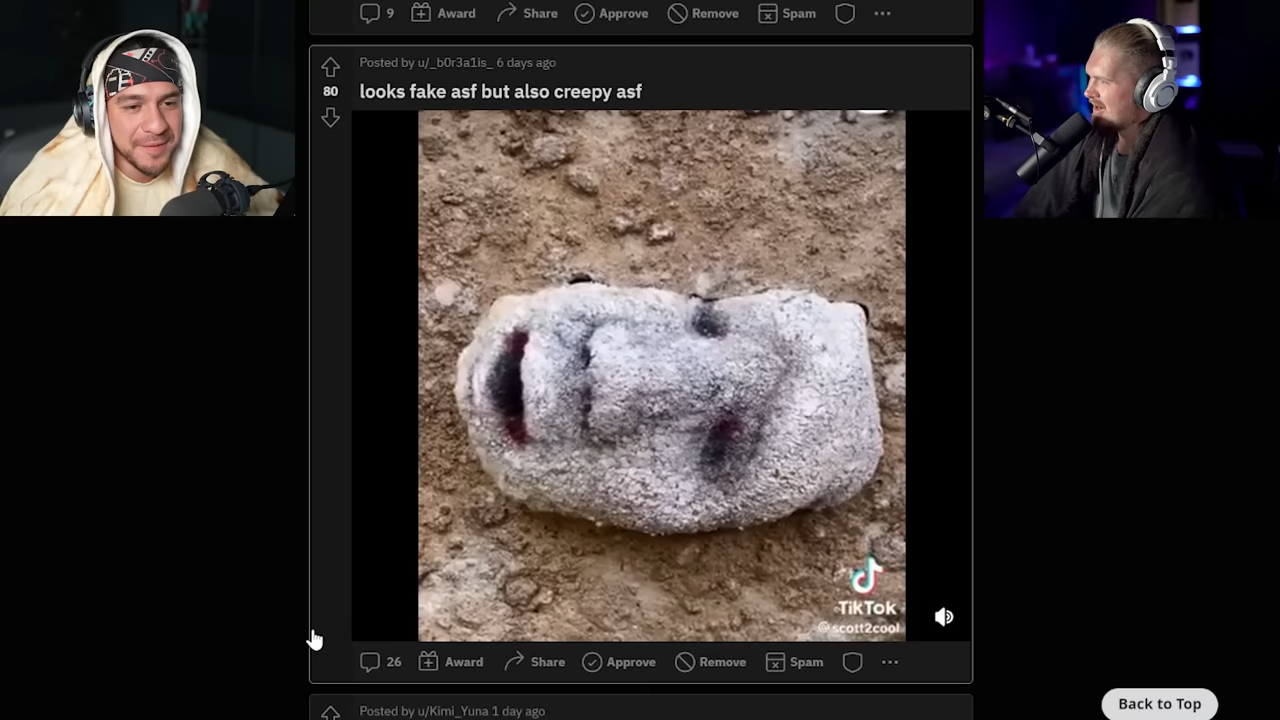 9 Award Share Approve Remove Spam
Posted by u/_b0r3a1is_ 6 days ago
80
looks fake asf but also creepy asf
TikTok
@scott2cool
26 Award Share Approve Remove Spam
Posted by u/Kimi_Yuna 1 day ago
Back to Top